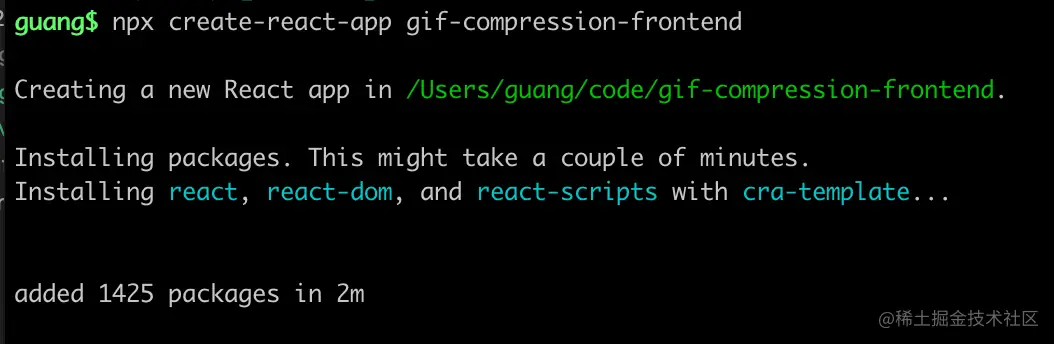 guang$ npx create-react-app gif-compression-frontend
Creating a new React app in /Users/guang/code/gif-compression-frontend.
Installing packages. This might take a couple of minutes.
Installing react, react-dom, and react-scripts with cra-template...
added 1425 packages in 2m
@稀土掘金技术社区